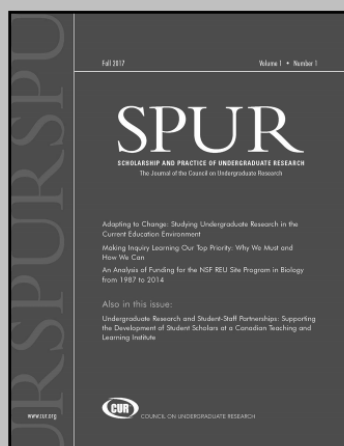 Fall 2017
Volume 1 • Number 1
SPUR
SCHOLARSHIP AND PRACTICE OF UNDERGRADUATE RESEARCH
The Journal of the Council on Undergraduate Research
Adapting to Change: Studying Undergraduate Research in the
Current Education Environment
Making Inquiry Learning Our Top Priority: Why We Must and
How We Can
An Analysis of Funding for the NSF REU Site Program in Biology
from 1987 to 2014
Also in this issue:
Undergraduate Research and Student-Staff Partnerships: Supporting
the Development of Student Scholars at a Canadian Teaching and
Learning Institute
URSPURSPU
www.cur.org
CUR
COUNCIL ON UNDERGRADUATE RESEARCH